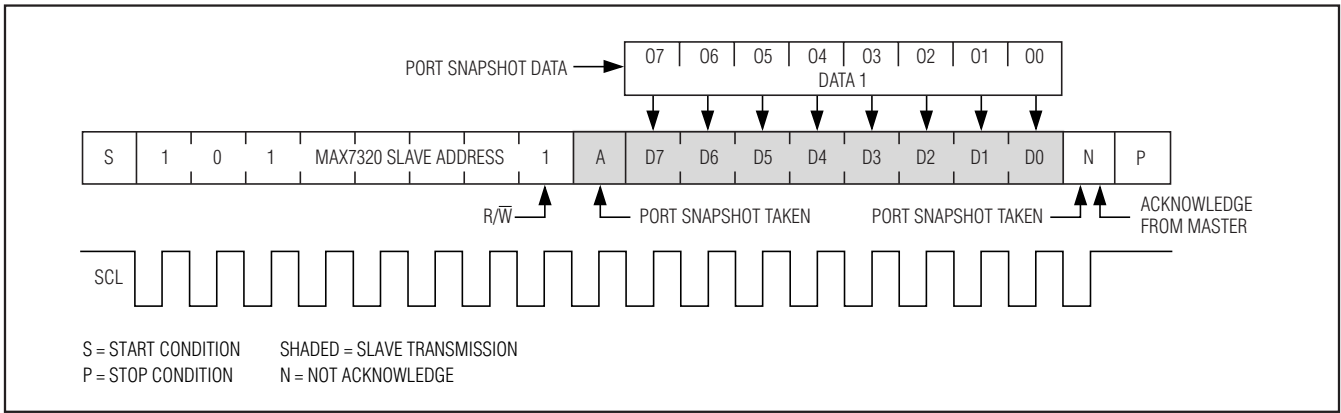 O7 O6 O5 O4 O3 O2 O1 O0
PORT SNAPSHOT DATA
DATA 1
S 1 0 1 MAX7320 SLAVE ADDRESS 1 A D7 D6 D5 D4 D3 D2 D1 D0 N P
R/W̅ PORT SNAPSHOT TAKEN PORT SNAPSHOT TAKEN ACKNOWLEDGE
FROM MASTER
SCL
S = START CONDITION SHADED = SLAVE TRANSMISSION
P = STOP CONDITION N = NOT ACKNOWLEDGE